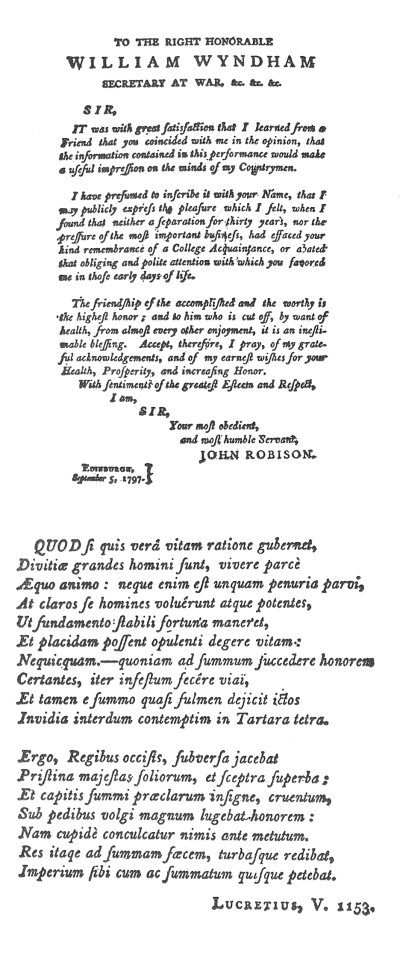 TO THE RIGHT HONORABLE
WILLIAM WYNDHAM
SECRETARY AT WAR, &c. &c. &c.
SIR,
IT was with great ſatisfaction that I learned from a
Friend that you coincided with me in the opinion, that
the information contained in this performance would make
a uſeful impreſſion on the minds of my Countrymen.
I have preſumed to inſcribe it with your Name, that I
may publicly expreſs the pleaſure which I felt, when I
found that neither a ſeparation for thirty years, nor the
preſſure of the moſt important buſineſs, had effaced your
kind remembrance of a College Acquaintance, or abated
that obliging and polite attention with which you favored
me in thoſe early days of life.
The friendſhip of the accompliſhed and the worthy is
the higheſt honor; and to him who is cut off, by want of
health, from almoſt every other enjoyment, it is an ineſti-
mable bleſſing. Accept, therefore, I pray, of my grate-
ful acknowledgements, and of my earneſt wiſhes for your
Health, Proſperity, and increaſing Honor.
With ſentiments of the greateſt Eſteem and Reſpect,
I am,
SIR,
Your moſt obedient,
and moſt humble Servant,
JOHN ROBISON.
EDINBURGH,
September 5, 1797.
QUOD ſi quis verâ vitam ratione gubernet,
Divitiæ grandes homini ſunt, vivere parcè
Æquo animo: neque enim eſt unquam penuria parvi,
At claros ſe homines voluérunt atque potentes,
Ut fundamento ſtabili fortuna maneret,
Et placidam poſſent opulenti degere vitam:
Nequicquam.—quoniam ad ſummum ſuccedere honorem
Certantes, iter infeſtum fecére viaï,
Et tamen e ſummo quaſi fulmen dejicit ictos
Invidia interdum contemptim in Tartara tetra.
Ergo, Regibus occiſis, ſubverſa jacebat
Priſtina majeſtas ſoliorum, et ſceptra ſuperba;
Et capitis ſummi præclarum inſigne, cruentum,
Sub pedibus volgi magnum lugebat honorem:
Nam cupidè conculcatur nimis ante metutum.
Res itaqe ad ſummam fæcem, turbaſque redibat,
Imperium ſibi cum ac ſummatum quiſque petebat.
LUCRETIUS, V. 1153.